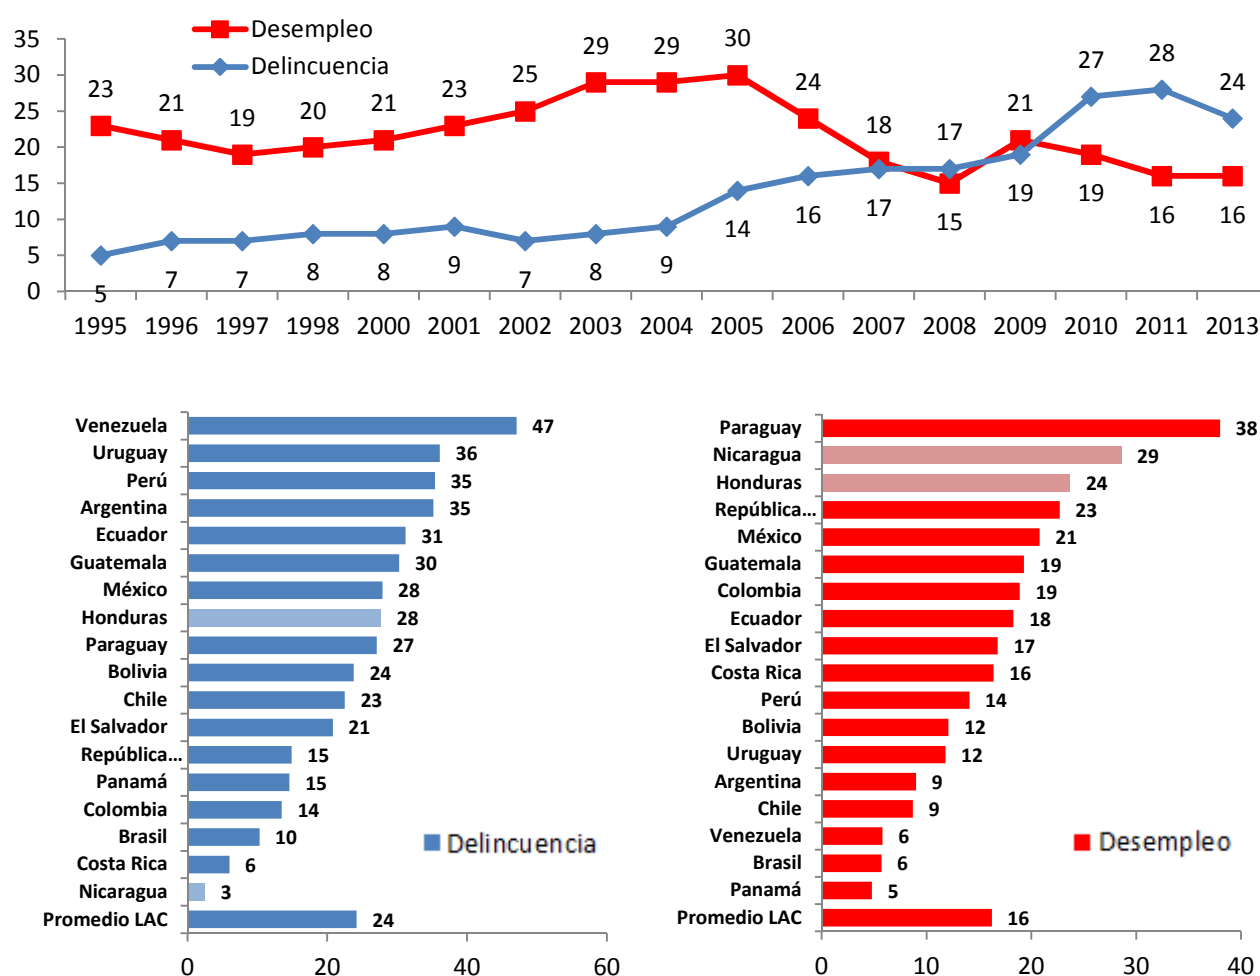 Desempleo
Delincuencia
35
30
25
20
15
10
5
0
23 21 19 20 21 23 25 29 29 30 24 18 17 21 27 28 24
5 7 7 8 8 9 7 8 9 14 16 17 15 19 19 16 16
1995 1996 1997 1998 2000 2001 2002 2003 2004 2005 2006 2007 2008 2009 2010 2011 2013
Venezuela 47
Uruguay 36
Perú 35
Argentina 35
Ecuador 31
Guatemala 30
México 28
Honduras 28
Paraguay 27
Bolivia 24
Chile 23
El Salvador 21
República... 15
Panamá 15
Colombia 14
Brasil 10
Costa Rica 6
Nicaragua 3
Promedio LAC 24
0 20 40 60
Delincuencia
Paraguay 38
Nicaragua 29
Honduras 24
República... 23
México 21
Guatemala 19
Colombia 19
Ecuador 18
El Salvador 17
Costa Rica 16
Perú 14
Bolivia 12
Uruguay 12
Argentina 9
Chile 9
Venezuela 6
Brasil 6
Panamá 5
Promedio LAC 16
0 10 20 30 40
Desempleo